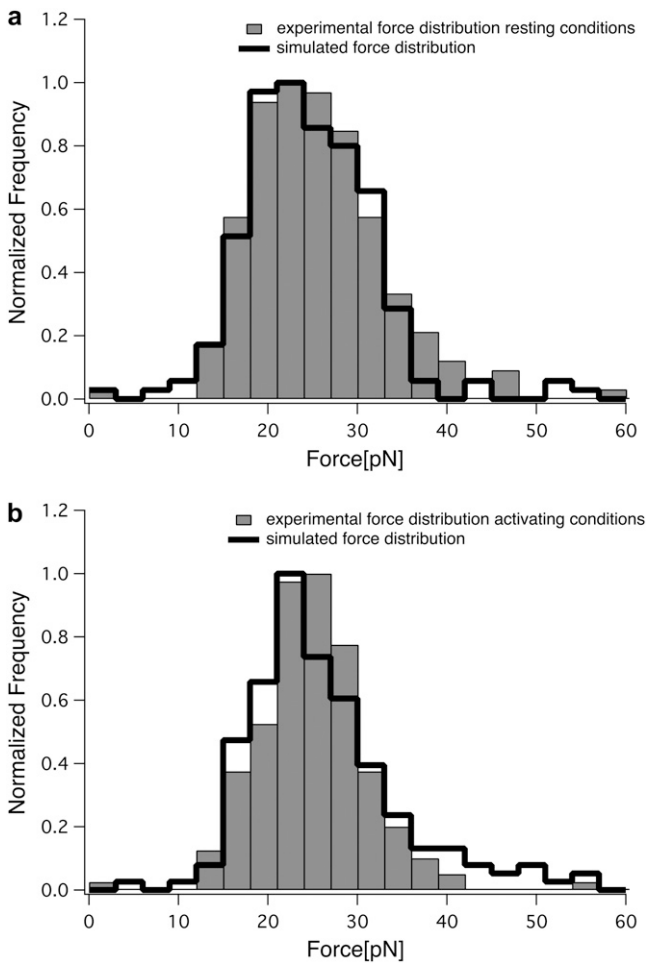 a
1.2
experimental force distribution resting conditions
simulated force distribution
1.0
0.8
0.6
0.4
0.2
0.0
Normalized Frequency
0 10 20 30 40 50 60
Force[pN]
b
1.2
experimental force distribution activating conditions
simulated force distribution
1.0
0.8
0.6
0.4
0.2
0.0
Normalized Frequency
0 10 20 30 40 50 60
Force[pN]